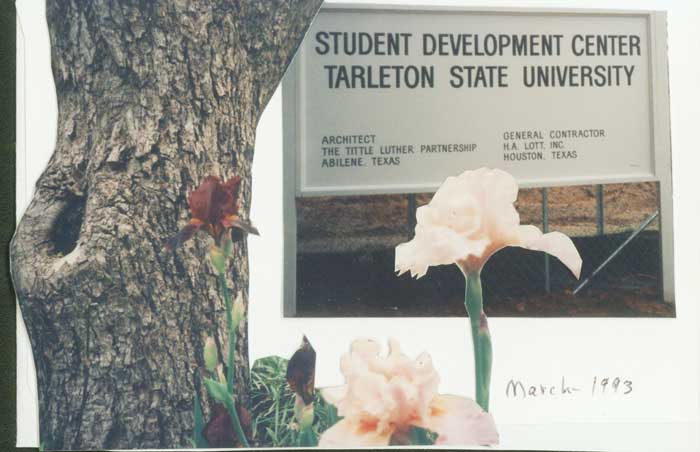 STUDENT DEVELOPMENT CENTER
TARLETON STATE UNIVERSITY
ARCHITECT
THE TITTLE LUTHER PARTNERSHIP
ABILENE, TEXAS
GENERAL CONTRACTOR
H.A. LOTT, INC.
HOUSTON, TEXAS
March 1993